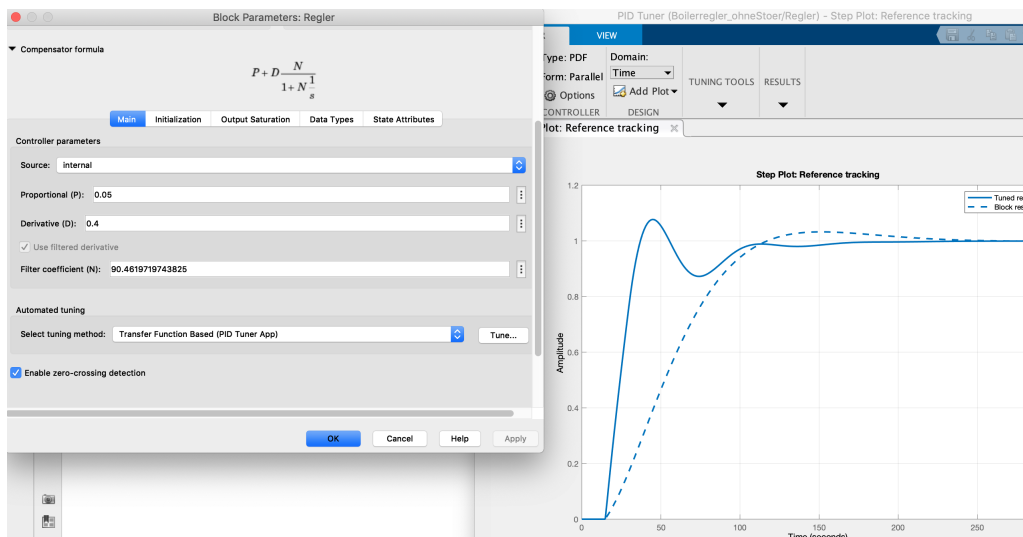 Block Parameters: Regler
Compensator formula
P + D N / 1 + N 1/s
Main Initialization Output Saturation Data Types State Attributes
Controller parameters
Source: internal
Proportional (P): 0.05
Derivative (D): 0.4
Use filtered derivative
Filter coefficient (N): 90.4619719743825
Automated tuning
Select tuning method: Transfer Function Based (PID Tuner App) Tune...
Enable zero-crossing detection
OK Cancel Help Apply
PID Tuner (Boilerregler_ohneStoer/Regler) - Step Plot: Reference tracking
VIEW
Type: PDF Domain:
Form: Parallel Time
Options Add Plot
TUNING TOOLS RESULTS
CONTROLLER DESIGN
Plot: Reference tracking
Step Plot: Reference tracking
Tuned re
Block res
1.2
1
0.8
0.6
0.4
0.2
0
Amplitude
0 50 100 150 200 250
Time (seconds)